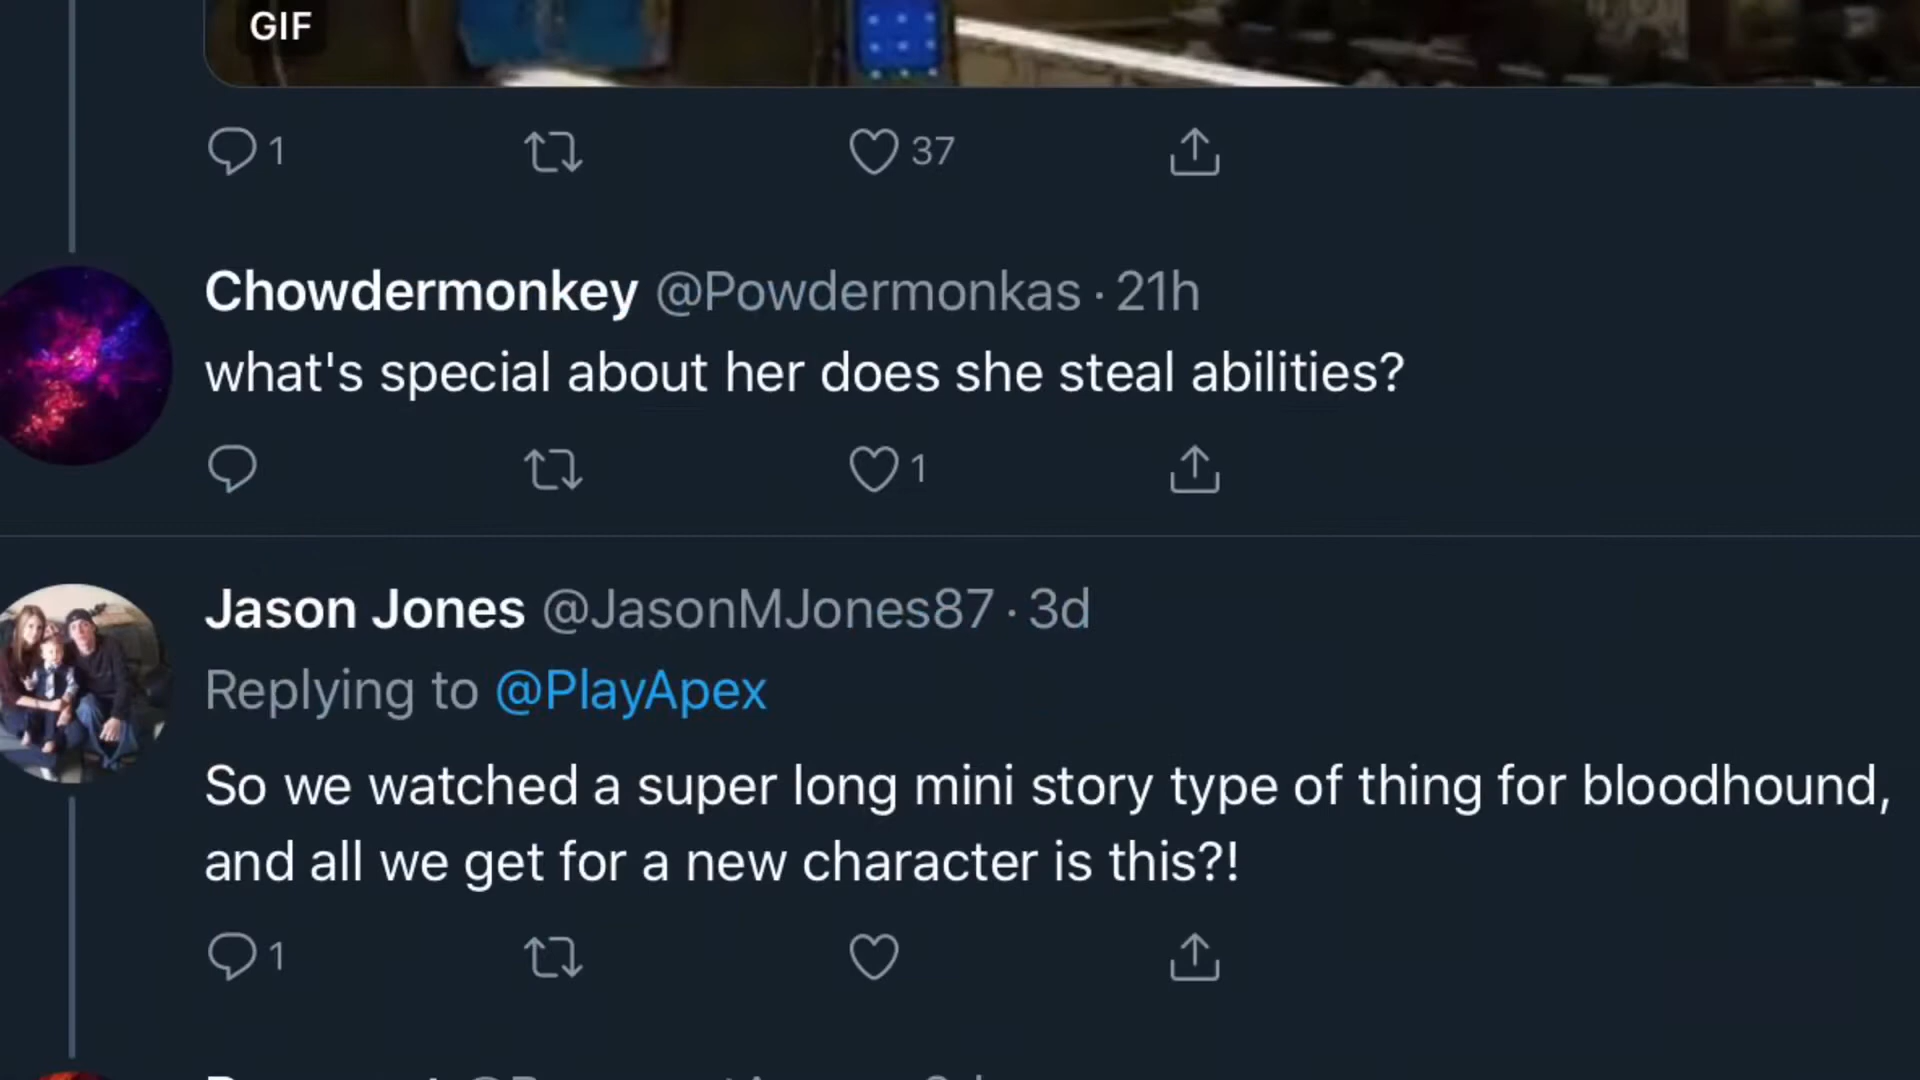 GIF
1
37
Chowdermonkey @Powdermonkas · 21h
what's special about her does she steal abilities?
1
Jason Jones @JasonMJones87 · 3d
Replying to @PlayApex
So we watched a super long mini story type of thing for bloodhound,
and all we get for a new character is this?!
1